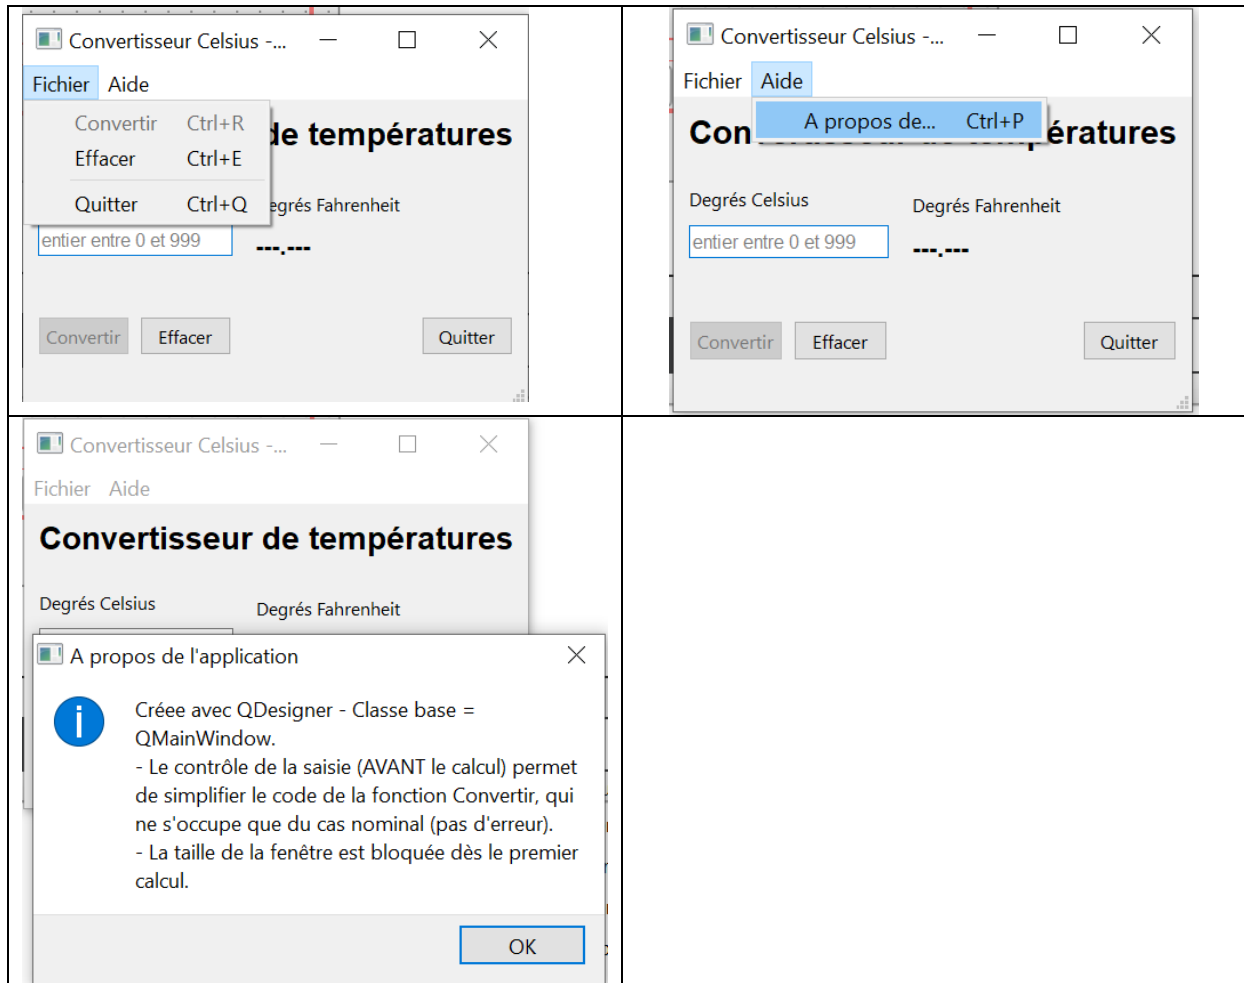 Convertisseur Celsius -...
Fichier Aide
Convertir Ctrl+R
Effacer Ctrl+E
Quitter Ctrl+Q
de températures
egrés Fahrenheit
entier entre 0 et 999
---.---
Convertir Effacer Quitter
Convertisseur Celsius -...
Fichier Aide
A propos de... Ctrl+P
Convertisseur de températures
Degrés Celsius
Degrés Fahrenheit
entier entre 0 et 999
---.---
Convertir Effacer Quitter
Convertisseur Celsius -...
Fichier Aide
Convertisseur de températures
Degrés Celsius
Degrés Fahrenheit
A propos de l'application
Créee avec QDesigner - Classe base =
QMainWindow.
- Le contrôle de la saisie (AVANT le calcul) permet
de simplifier le code de la fonction Convertir, qui
ne s'occupe que du cas nominal (pas d'erreur).
- La taille de la fenêtre est bloquée dès le premier
calcul.
OK